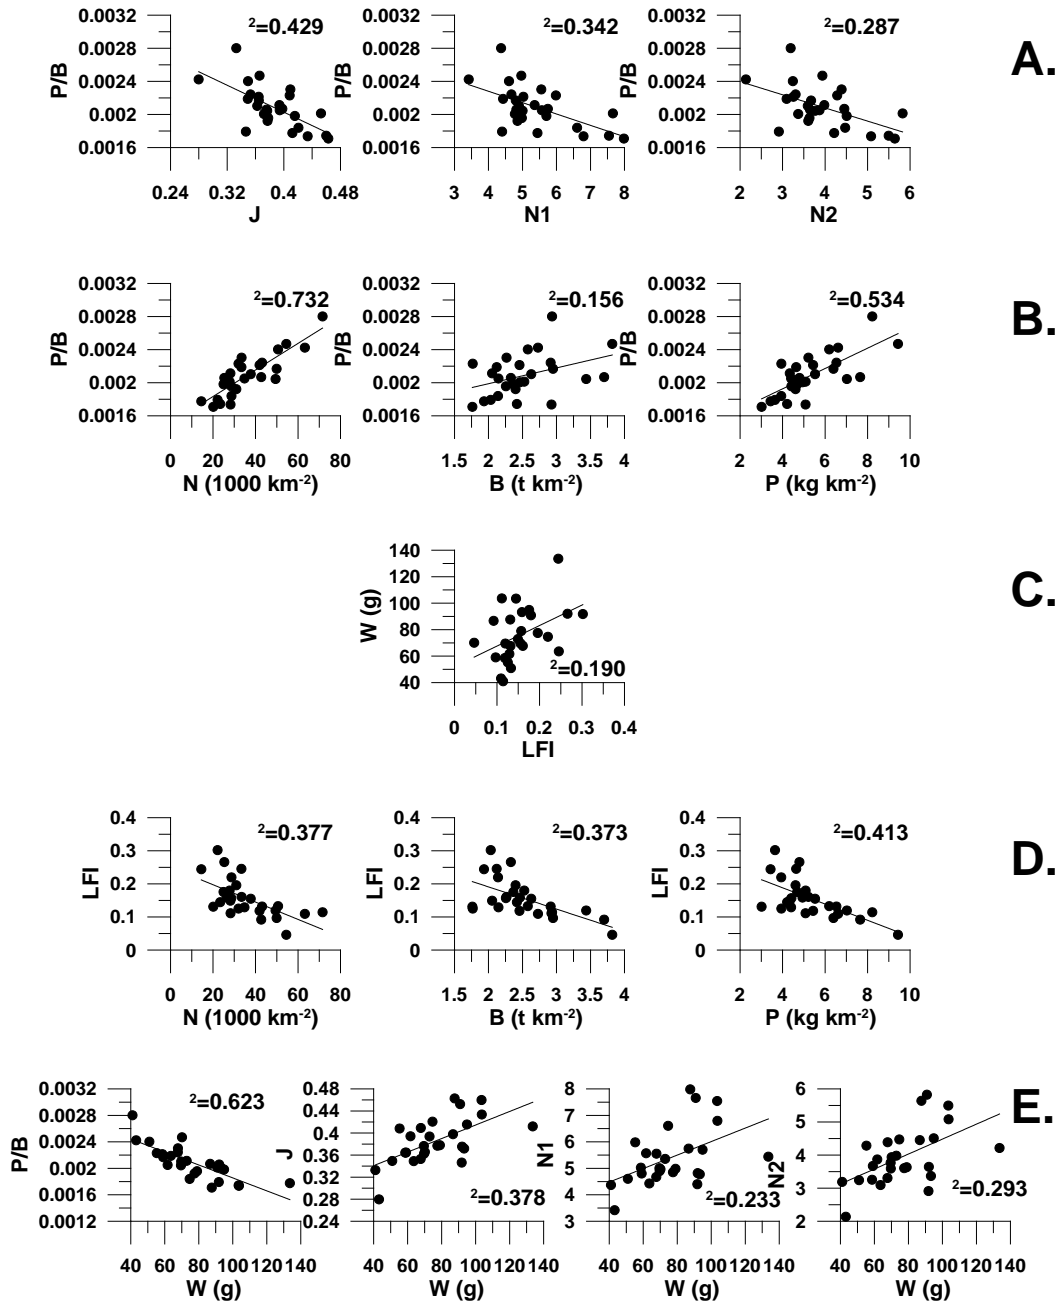 0.0032
0.0028
0.0024
0.002
0.0016
P/B
²=0.429
0.24 0.32 0.4 0.48
J
0.0032
0.0028
0.0024
0.002
0.0016
P/B
²=0.342
3 4 5 6 7 8
N1
0.0032
0.0028
0.0024
0.002
0.0016
P/B
²=0.287
2 3 4 5 6
N2
A.
0.0032
0.0028
0.0024
0.002
0.0016
P/B
²=0.732
0 20 40 60 80
N (1000 km⁻²)
0.0032
0.0028
0.0024
0.002
0.0016
P/B
²=0.156
1.5 2 2.5 3 3.5 4
B (t km⁻²)
0.0032
0.0028
0.0024
0.002
0.0016
P/B
²=0.534
2 4 6 8 10
P (kg km⁻²)
B.
140
120
100
80
60
40
W (g)
²=0.190
0 0.1 0.2 0.3 0.4
LFI
C.
0.4
0.3
0.2
0.1
0
LFI
²=0.377
0 20 40 60 80
N (1000 km⁻²)
0.4
0.3
0.2
0.1
0
LFI
²=0.373
1.5 2 2.5 3 3.5 4
B (t km⁻²)
0.4
0.3
0.2
0.1
0
LFI
²=0.413
2 4 6 8 10
P (kg km⁻²)
D.
0.0032
0.0028
0.0024
0.002
0.0016
0.0012
P/B
²=0.623
40 60 80 100 120 140
W (g)
0.48
0.44
0.4
0.36
0.32
0.28
0.24
J
²=0.378
40 60 80 100 120 140
W (g)
8
7
6
5
4
3
N1
²=0.233
40 60 80 100 120 140
W (g)
6
5
4
3
2
N2
²=0.293
40 60 80 100 120 140
W (g)
E.